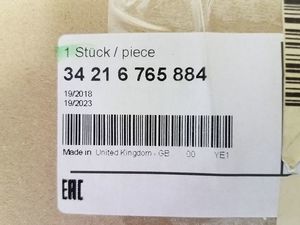 1 Stück / piece
34 21 6 765 884
19/2018
19/2023
Made in United Kingdom - GB 00 YE1
EAC